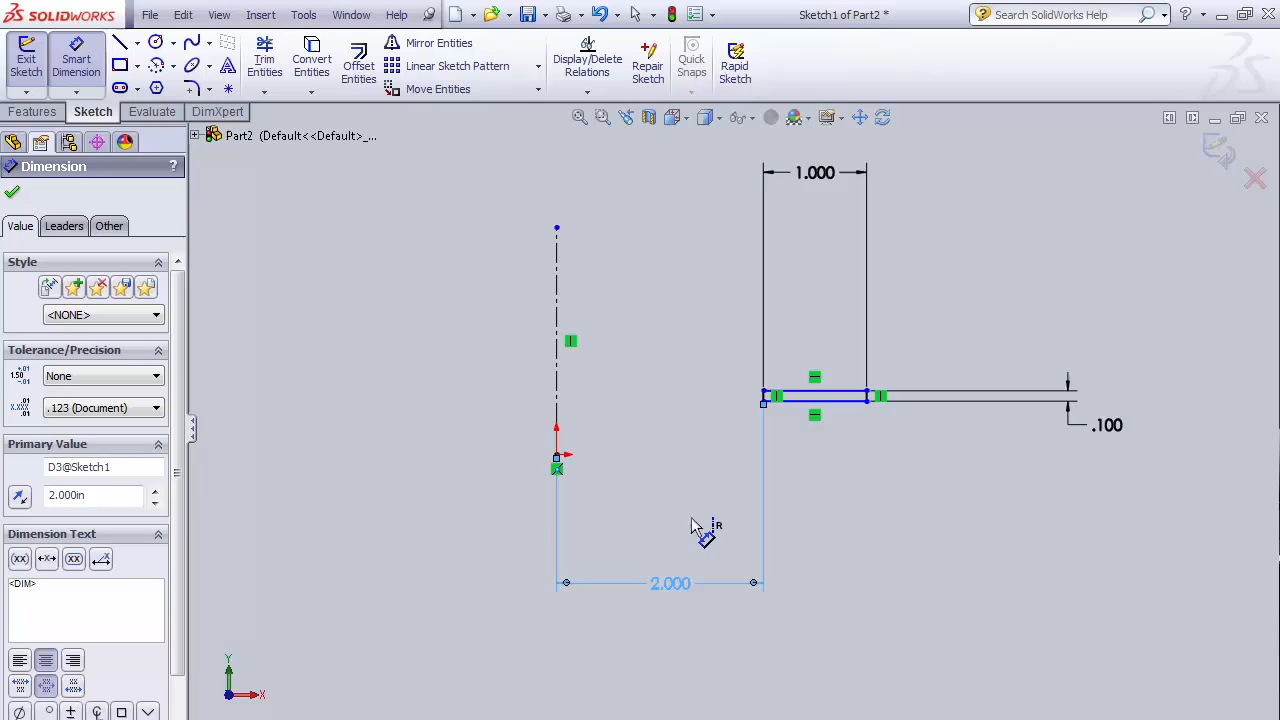 SOLIDWORKS File Edit View Insert Tools Window Help Sketch1 of Part2 * Search SolidWorks Help
Exit Sketch Smart Dimension Trim Entities Convert Entities Offset Entities Mirror Entities Linear Sketch Pattern Move Entities Display/Delete Relations Repair Sketch Quick Snaps Rapid Sketch
Features Sketch Evaluate DimXpert
Part2 (Default<<Default>_...
Dimension ?
Value Leaders Other
Style
<NONE>
Tolerance/Precision
None
.123 (Document)
Primary Value
D3@Sketch1
2.000in
Dimension Text
(xx) (xx)
<DIM>
1.000
.100
R
2.000
Y
X